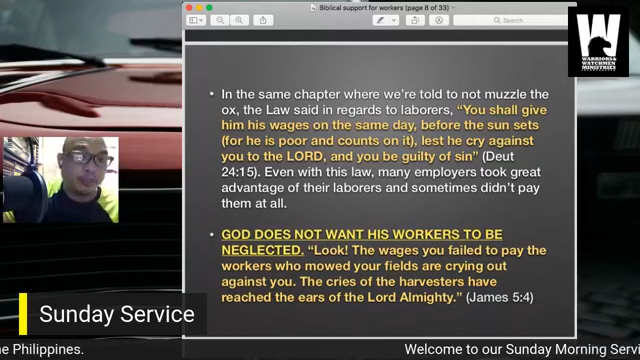 Biblical support for workers (page 8 of 33)
Search
WARRIORS &
WATCHMEN
MINISTRIES
• In the same chapter where we're told to not muzzle the
ox, the Law said in regards to laborers, “You shall give
him his wages on the same day, before the sun sets
(for he is poor and counts on it), lest he cry against
you to the LORD, and you be guilty of sin” (Deut
24:15). Even with this law, many employers took great
advantage of their laborers and sometimes didn't pay
them at all.
• GOD DOES NOT WANT HIS WORKERS TO BE
NEGLECTED. “Look! The wages you failed to pay the
workers who mowed your fields are crying out
against you. The cries of the harvesters have
reached the ears of the Lord Almighty.” (James 5:4)
Sunday Service
e Philippines.
Welcome to our Sunday Morning Servi